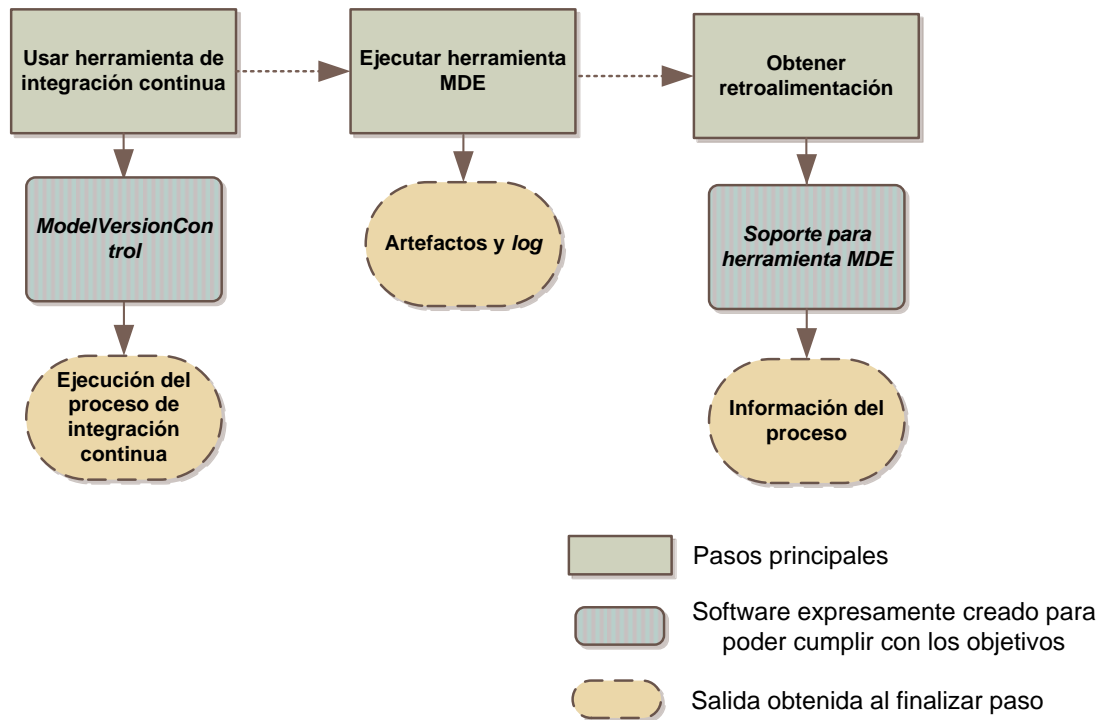 Usar herramienta de
integración continua
Ejecutar herramienta
MDE
Obtener
retroalimentación
ModelVersionCon
trol
Artefactos y log
Soporte para
herramienta MDE
Ejecución del
proceso de
integración
continua
Información del
proceso
Pasos principales
Software expresamente creado para
poder cumplir con los objetivos
Salida obtenida al finalizar paso